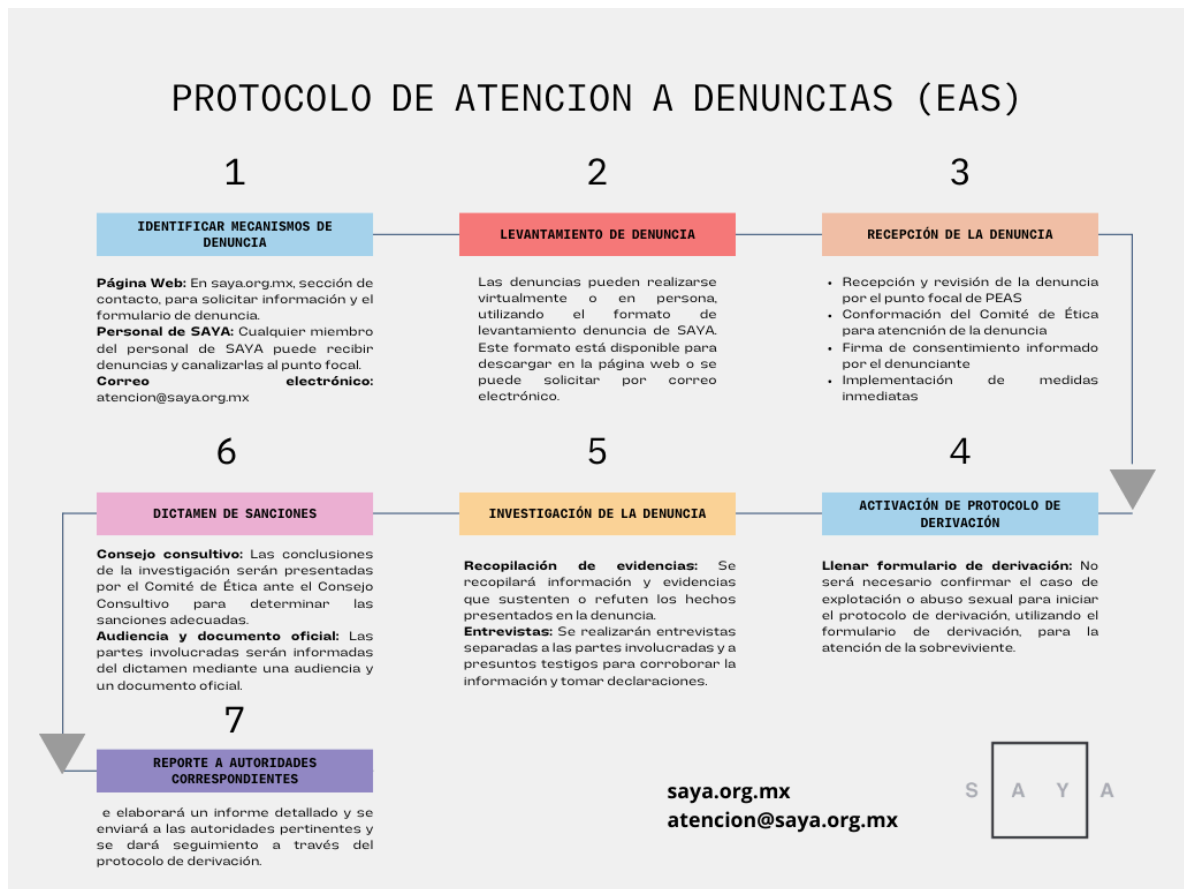 PROTOCOLO DE ATENCION A DENUNCIAS (EAS)
1
IDENTIFICAR MECANISMOS DE
DENUNCIA
Página Web: En saya.org.mx, sección de
contacto, para solicitar información y el
formulario de denuncia.
Personal de SAYA: Cualquier miembro
del personal de SAYA puede recibir
denuncias y canalizarlas al punto focal.
Correo electrónico:
atencion@saya.org.mx
2
LEVANTAMIENTO DE DENUNCIA
Las denuncias pueden realizarse
virtualmente o en persona,
utilizando el formato de
levantamiento denuncia de SAYA.
Este formato está disponible para
descargar en la página web o se
puede solicitar por correo
electrónico.
3
RECEPCIÓN DE LA DENUNCIA
• Recepción y revisión de la denuncia
por el punto focal de PEAS
• Conformación del Comité de Ética
para atencnión de la denuncia
• Firma de consentimiento informado
por el denunciante
• Implementación de medidas
inmediatas
4
ACTIVACIÓN DE PROTOCOLO DE
DERIVACIÓN
Llenar formulario de derivación: No
será necesario confirmar el caso de
explotación o abuso sexual para iniciar
el protocolo de derivación, utilizando el
formulario de derivación, para la
atención de la sobreviviente.
5
INVESTIGACIÓN DE LA DENUNCIA
Recopilación de evidencias: Se
recopilará información y evidencias
que sustenten o refuten los hechos
presentados en la denuncia.
Entrevistas: Se realizarán entrevistas
separadas a las partes involucradas y a
presuntos testigos para corroborar la
información y tomar declaraciones.
6
DICTAMEN DE SANCIONES
Consejo consultivo: Las conclusiones
de la investigación serán presentadas
por el Comité de Ética ante el Consejo
Consultivo para determinar las
sanciones adecuadas.
Audiencia y documento oficial: Las
partes involucradas serán informadas
del dictamen mediante una audiencia y
un documento oficial.
7
REPORTE A AUTORIDADES
CORRESPONDIENTES
e elaborará un informe detallado y se
enviará a las autoridades pertinentes y
se dará seguimiento a través del
protocolo de derivación.
saya.org.mx
atencion@saya.org.mx
S A Y A